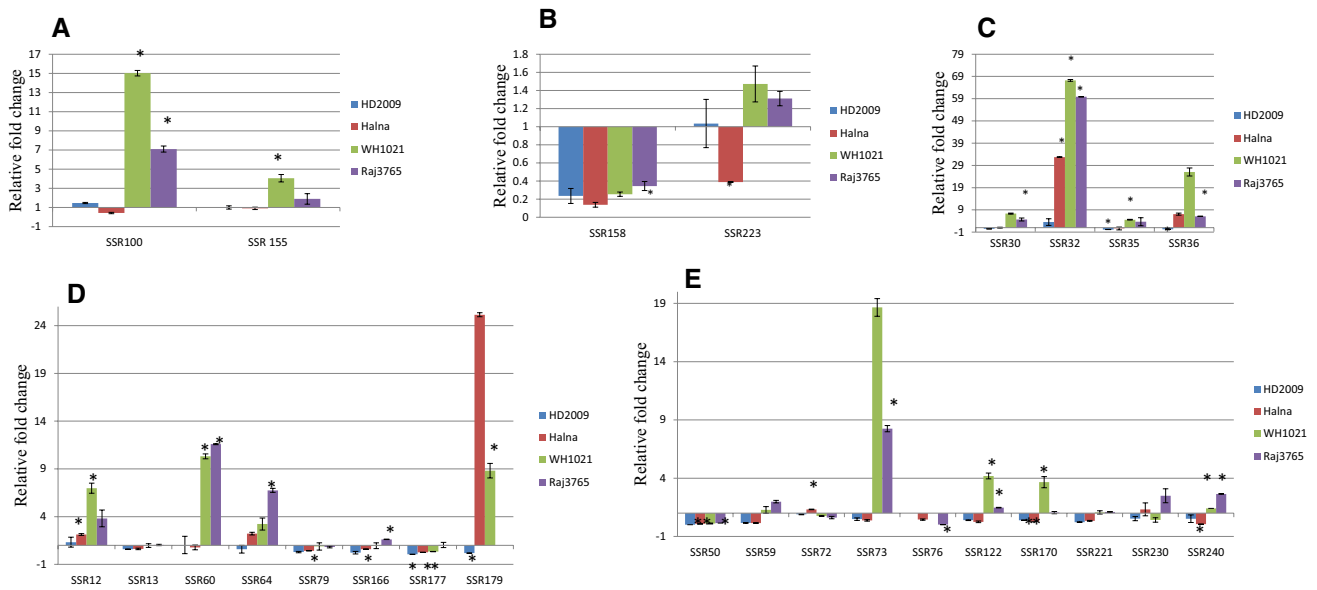 A
Relative fold change
17
15
13
11
9
7
5
3
1
-1
SSR100
SSR 155
HD2009
Halna
WH1021
Raj3765
* * *
B
Relative fold change
1.8
1.6
1.4
1.2
1
0.8
0.6
0.4
0.2
0
SSR158
SSR223
HD2009
Halna
WH1021
Raj3765
* *
C
Relative fold change
79
69
59
49
39
29
19
9
-1
SSR30
SSR32
SSR35
SSR36
HD2009
Halna
WH1021
Raj3765
* * * * * * *
D
Relative fold change
24
19
14
9
4
-1
SSR12
SSR13
SSR60
SSR64
SSR79
SSR166
SSR177
SSR179
HD2009
Halna
WH1021
Raj3765
* * * * * * * * * ** * *
E
Relative fold change
19
14
9
4
-1
SSR50
SSR59
SSR72
SSR73
SSR76
SSR122
SSR170
SSR221
SSR230
SSR240
HD2009
Halna
WH1021
Raj3765